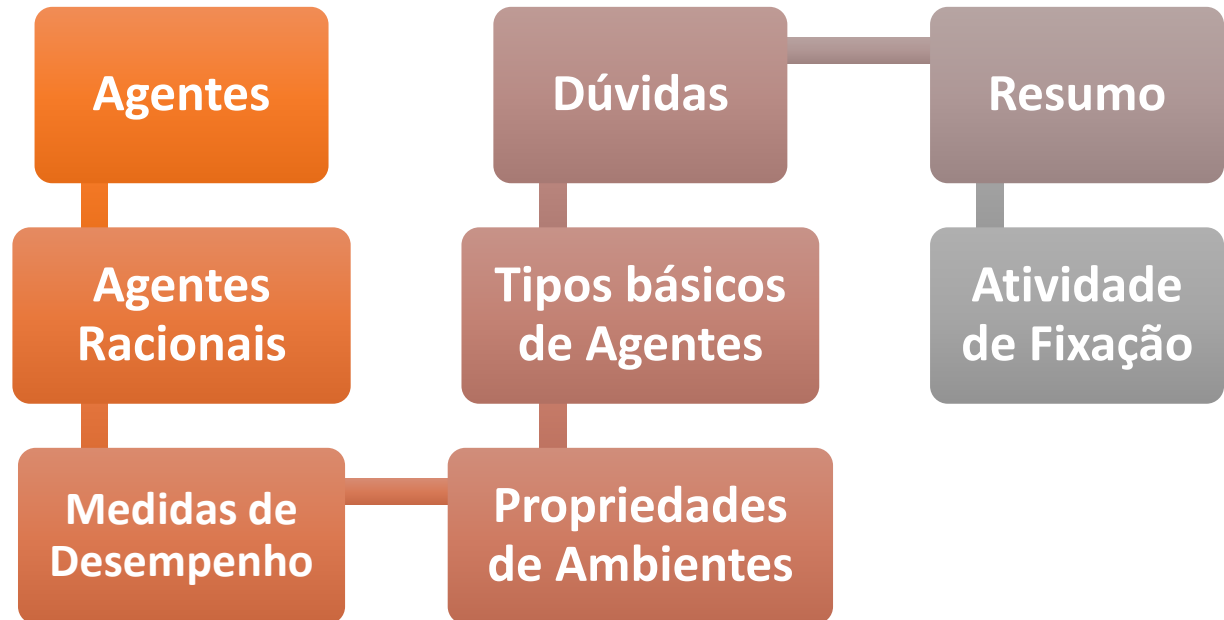 Agentes
Agentes
Racionais
Medidas de
Desempenho
Propriedades
de Ambientes
Tipos básicos
de Agentes
Dúvidas
Resumo
Atividade
de Fixação